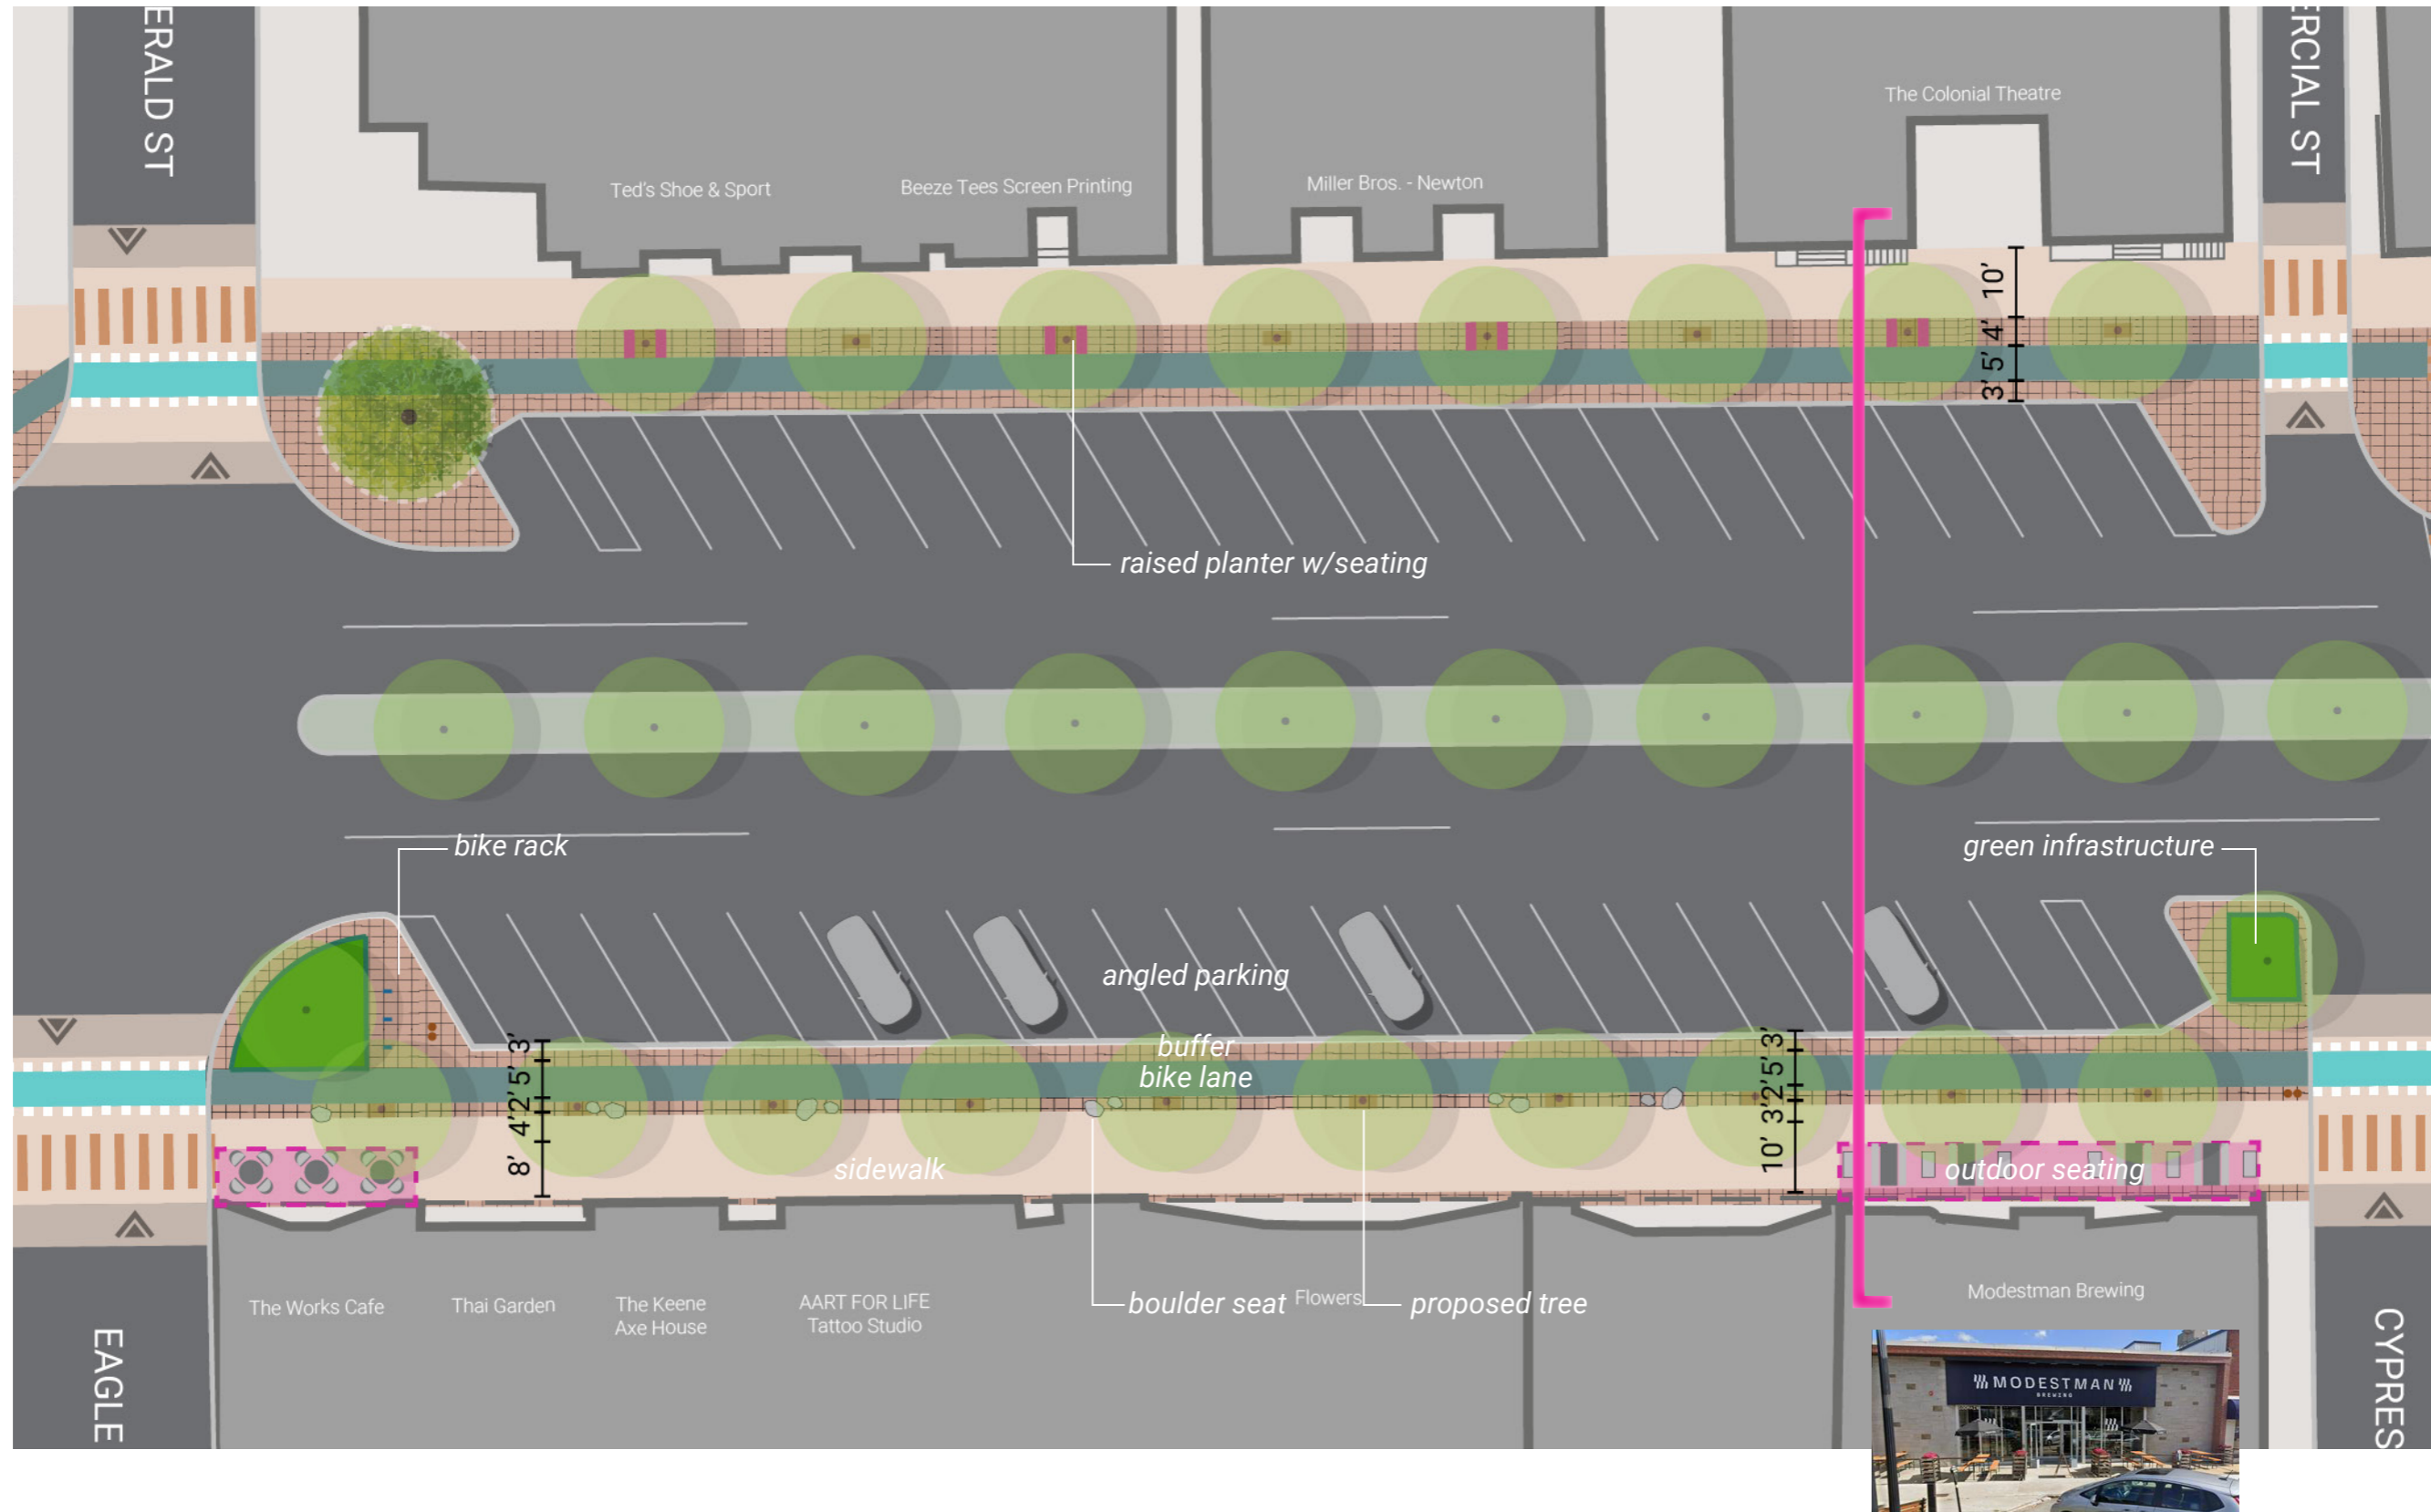 ERALD ST
ERCIAL ST
The Colonial Theatre
Ted's Shoe & Sport
Beeze Tees Screen Printing
Miller Bros. - Newton
10'
4'
5'
3'
raised planter w/seating
bike rack
green infrastructure
angled parking
buffer
bike lane
3'
5'
2'
4'
8'
3'
5'
2'
3'
10'
sidewalk
outdoor seating
The Works Cafe
Thai Garden
The Keene
Axe House
AART FOR LIFE
Tattoo Studio
boulder seat
Flowers
proposed tree
Modestman Brewing
EAGLE
CYPRES
MODESTMAN
BREWING